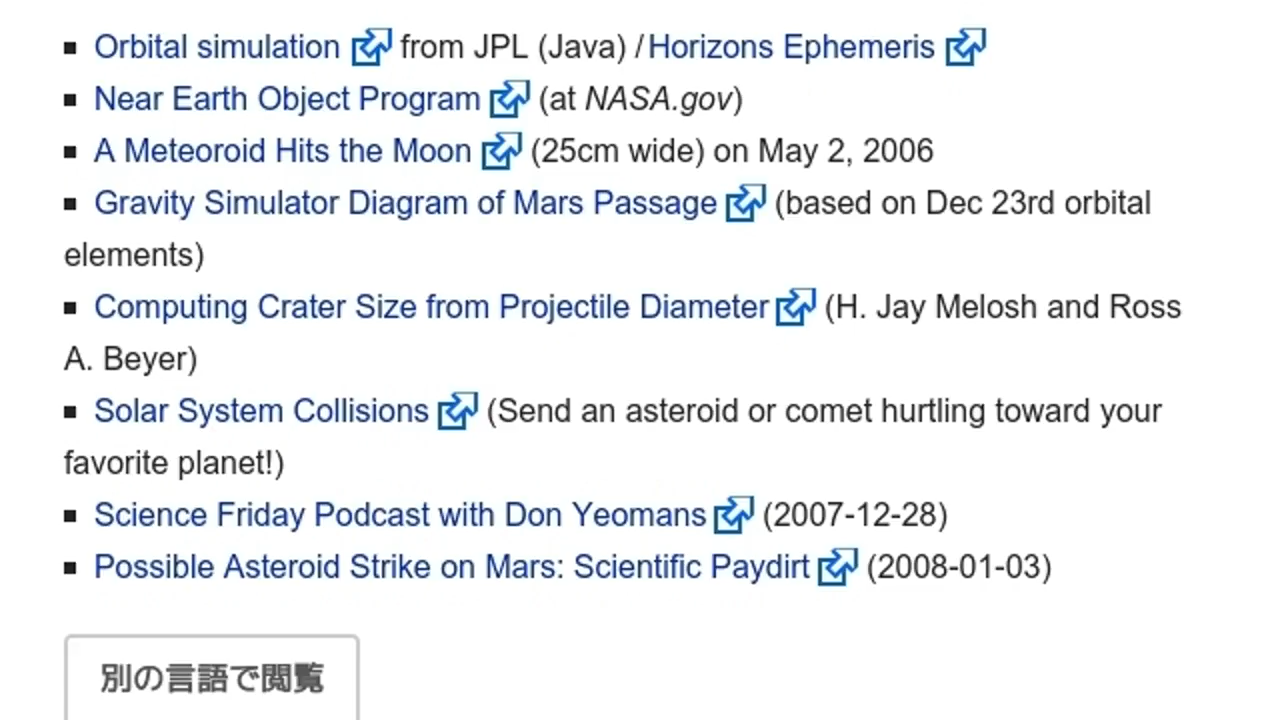 Orbital simulation from JPL (Java) / Horizons Ephemeris
Near Earth Object Program (at NASA.gov)
A Meteoroid Hits the Moon (25cm wide) on May 2, 2006
Gravity Simulator Diagram of Mars Passage (based on Dec 23rd orbital
elements)
Computing Crater Size from Projectile Diameter (H. Jay Melosh and Ross
A. Beyer)
Solar System Collisions (Send an asteroid or comet hurtling toward your
favorite planet!)
Science Friday Podcast with Don Yeomans (2007-12-28)
Possible Asteroid Strike on Mars: Scientific Paydirt (2008-01-03)
別の言語で閲覧